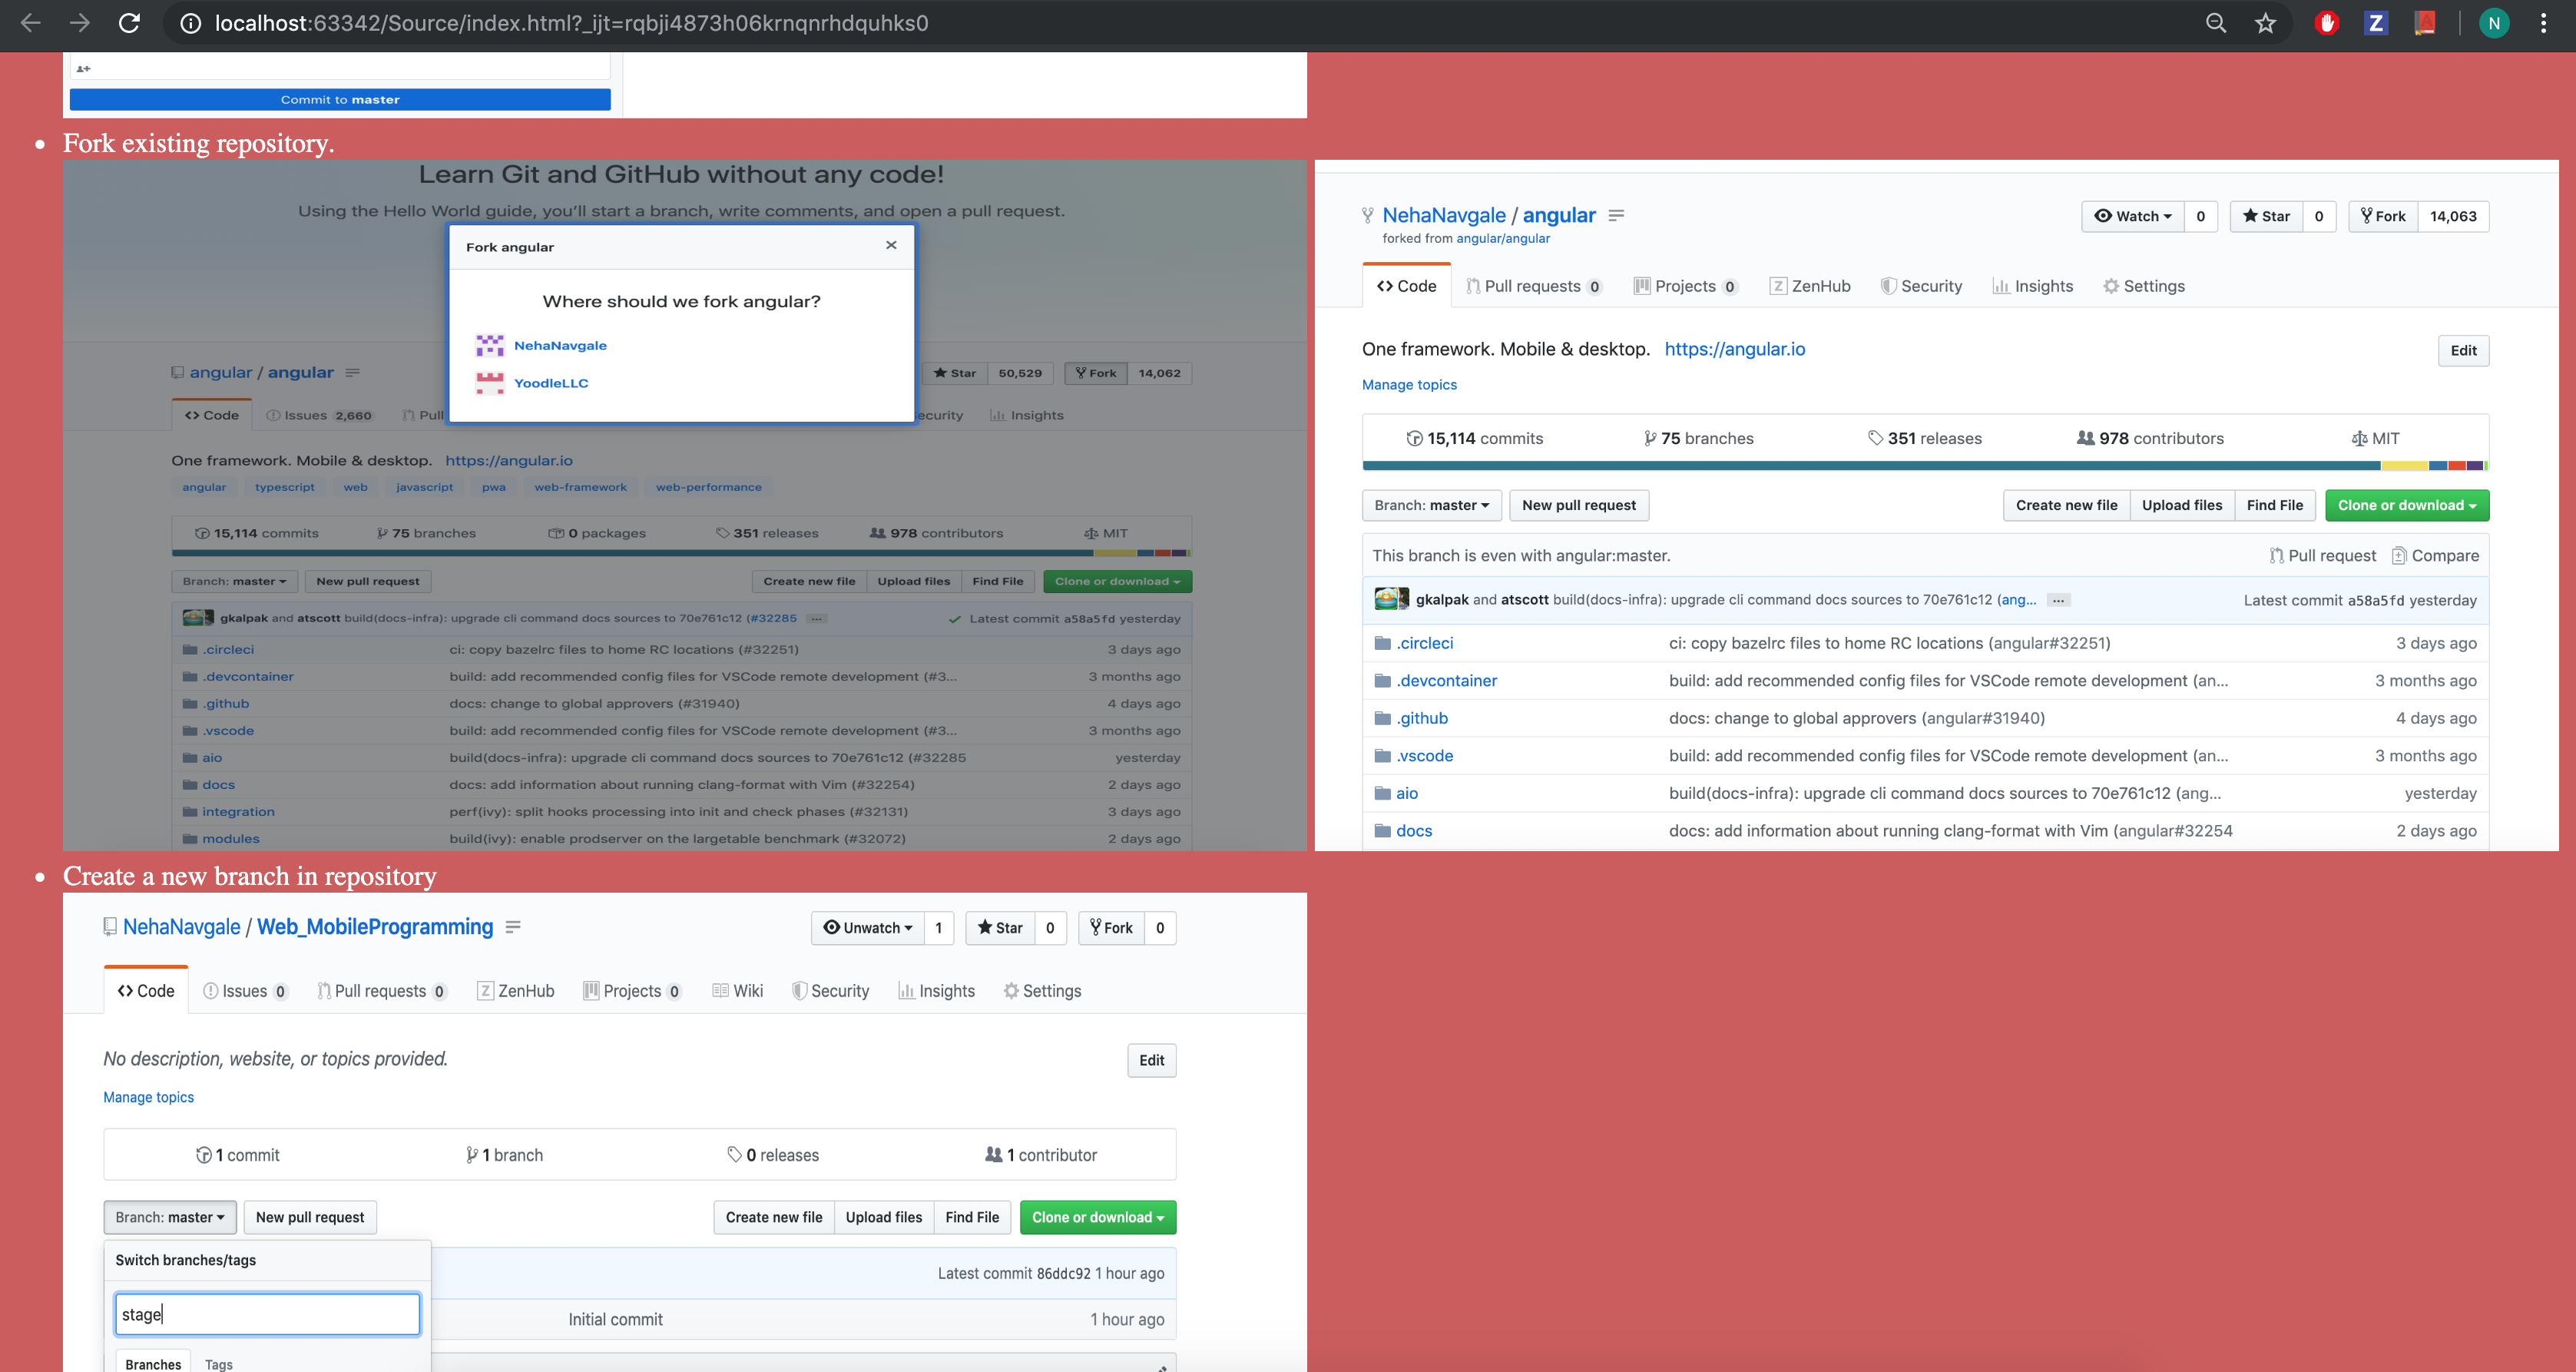 localhost:63342/Source/index.html?_ijt=rqbji4873h06krnqnrhdquhks0
Z
A
N
Commit to master
Fork existing repository.
Learn Git and GitHub without any code!
Using the Hello World guide, you'll start a branch, write comments, and open a pull request.
Fork angular
Where should we fork angular?
NehaNavgale
YoodleLLC
angular / angular
Star 50,529 Fork 14,062
Code Issues 2,660 Pull ecurity Insights
One framework. Mobile & desktop. https://angular.io
angular typescript web javascript pwa web-framework web-performance
15,114 commits 75 branches 0 packages 351 releases 978 contributors MIT
Branch: master New pull request Create new file Upload files Find File Clone or download
gkalpak and atscott build(docs-infra): upgrade cli command docs sources to 70e761c12 (#32285 ... Latest commit a58a5fd yesterday
.circleci ci: copy bazelrc files to home RC locations (#32251) 3 days ago
.devcontainer build: add recommended config files for VSCode remote development (#3... 3 months ago
.github docs: change to global approvers (#31940) 4 days ago
.vscode build: add recommended config files for VSCode remote development (#3... 3 months ago
aio build(docs-infra): upgrade cli command docs sources to 70e761c12 (#32285 yesterday
docs docs: add information about running clang-format with Vim (#32254) 2 days ago
integration perf(ivy): split hooks processing into init and check phases (#32131) 3 days ago
modules build(ivy): enable prodserver on the largetable benchmark (#32072) 2 days ago
NehaNavgale / angular
Watch 0 Star 0 Fork 14,063
forked from angular/angular
Code Pull requests 0 Projects 0 ZenHub Security Insights Settings
One framework. Mobile & desktop. https://angular.io Edit
Manage topics
15,114 commits 75 branches 351 releases 978 contributors MIT
Branch: master New pull request Create new file Upload files Find File Clone or download
This branch is even with angular:master. Pull request Compare
gkalpak and atscott build(docs-infra): upgrade cli command docs sources to 70e761c12 (ang... ... Latest commit a58a5fd yesterday
.circleci ci: copy bazelrc files to home RC locations (angular#32251) 3 days ago
.devcontainer build: add recommended config files for VSCode remote development (an... 3 months ago
.github docs: change to global approvers (angular#31940) 4 days ago
.vscode build: add recommended config files for VSCode remote development (an... 3 months ago
aio build(docs-infra): upgrade cli command docs sources to 70e761c12 (ang... yesterday
docs docs: add information about running clang-format with Vim (angular#32254 2 days ago
Create a new branch in repository
NehaNavgale / Web_MobileProgramming Unwatch 1 Star 0 Fork 0
Code Issues 0 Pull requests 0 ZenHub Projects 0 Wiki Security Insights Settings
No description, website, or topics provided. Edit
Manage topics
1 commit 1 branch 0 releases 1 contributor
Branch: master New pull request Create new file Upload files Find File Clone or download
Switch branches/tags
Latest commit 86ddc92 1 hour ago
stage
Initial commit 1 hour ago
Branches Tags